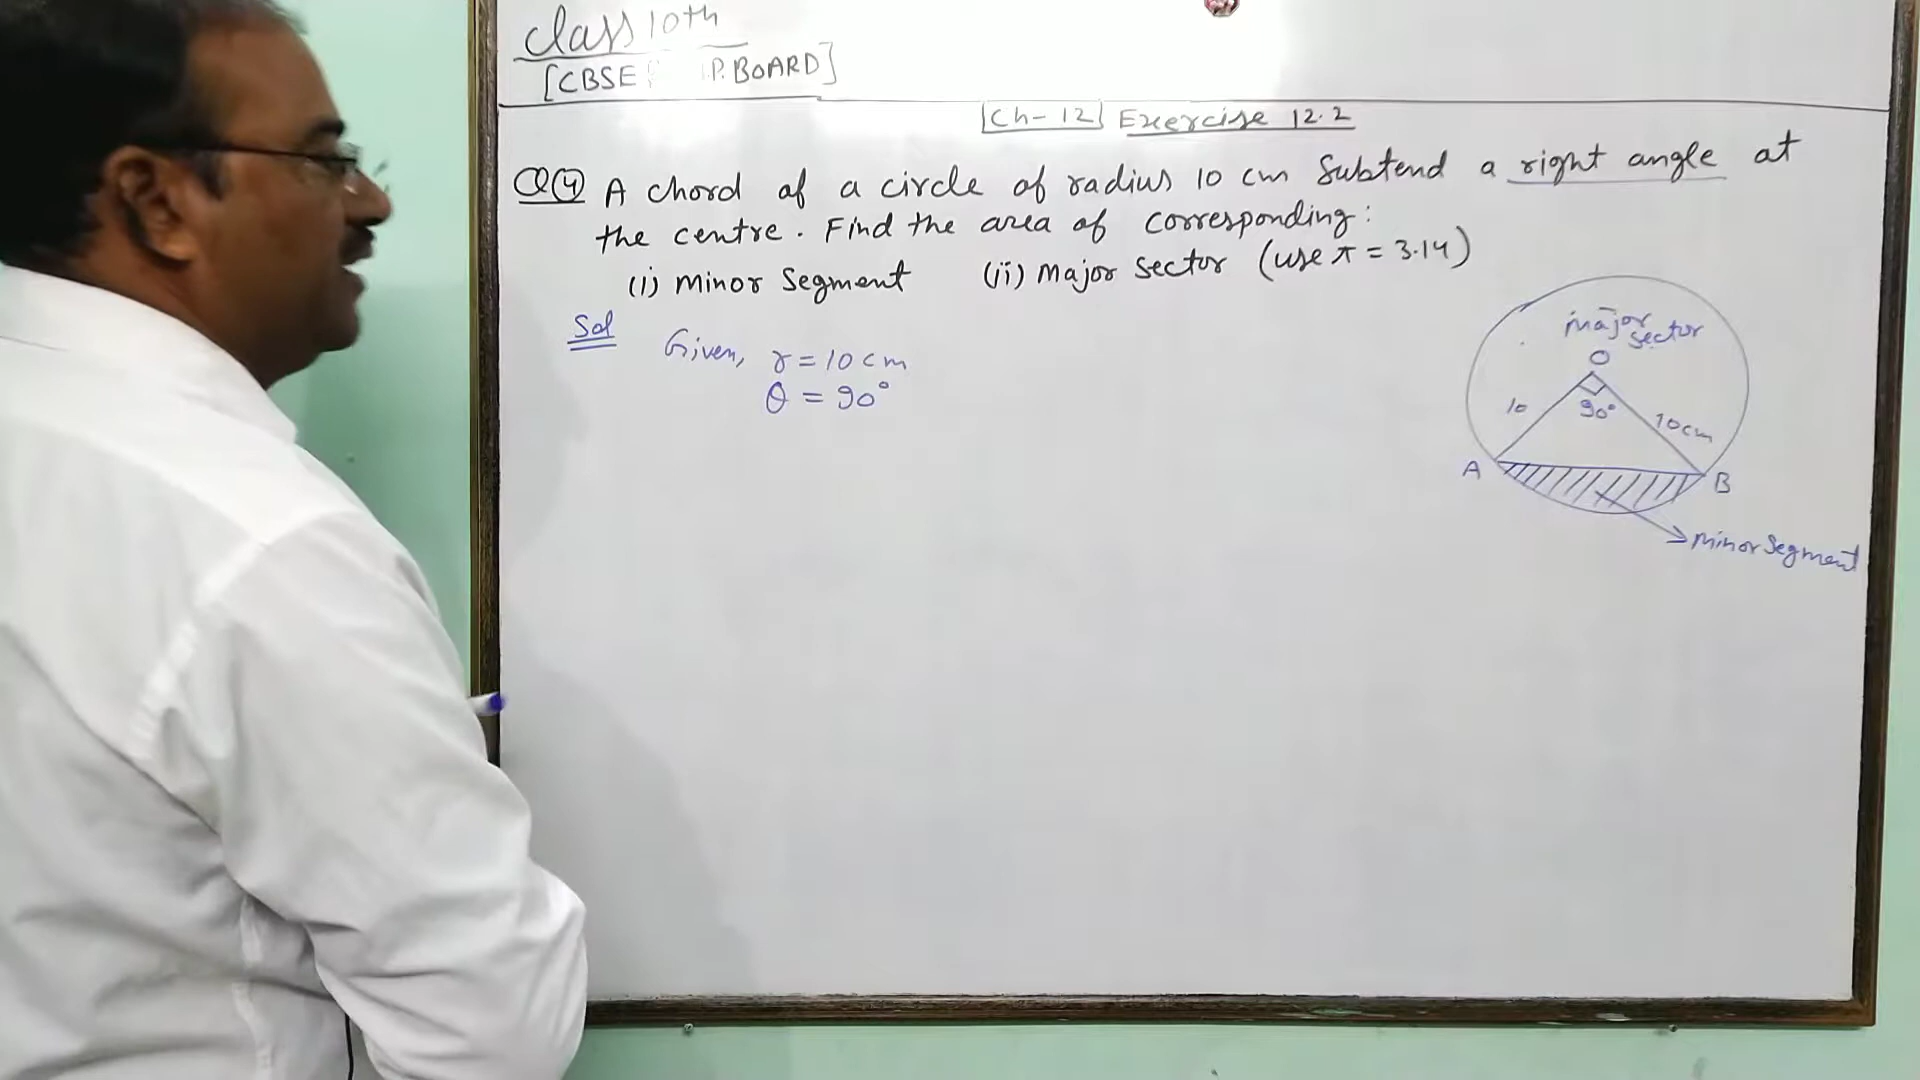 Class 10th
[CBSE P. BOARD]
Ch-12 Exercise 12.2
Q(4) A chord of a circle of radius 10 cm Subtend a right angle at
the centre. Find the area of corresponding:
(i) Minor Segment (ii) Major Sector (use π = 3.14)
Sol
Given, r = 10 cm
θ = 90°
Major
Sector
O
90°
10
10cm
A
B
Minor Segment